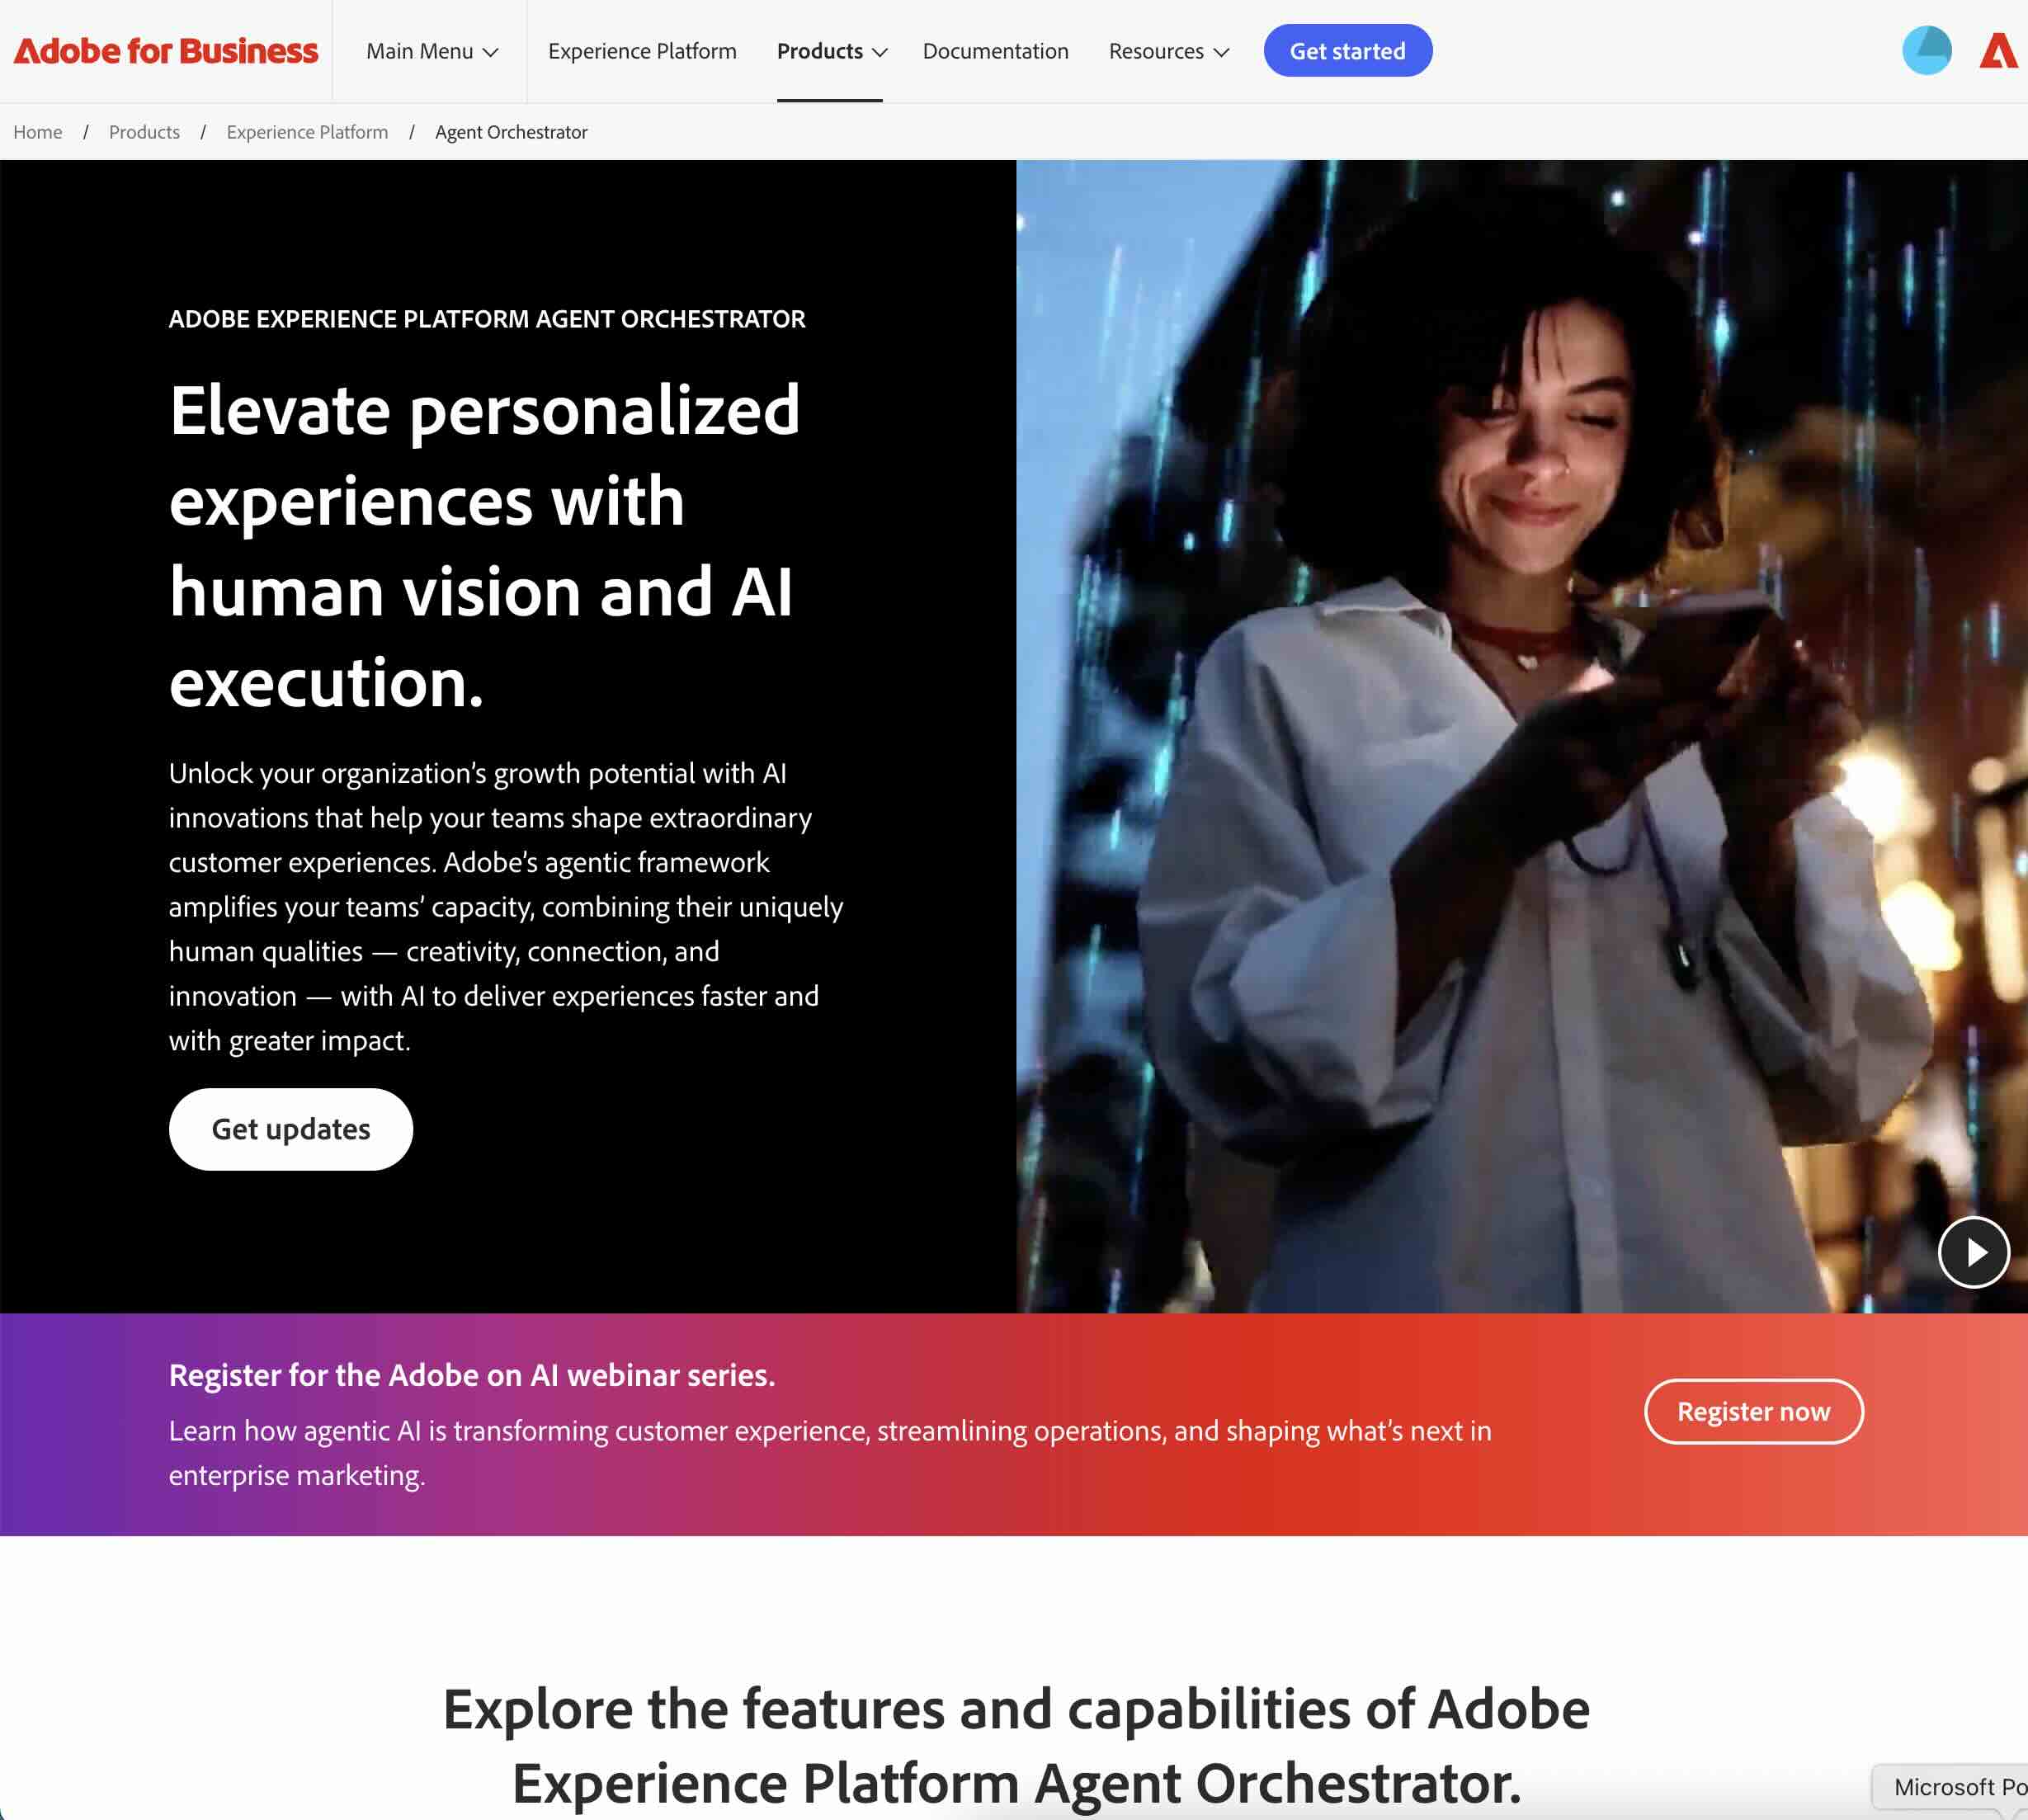 Adobe for Business
Main Menu
Experience Platform
Products
Documentation
Resources
Get started
Home / Products / Experience Platform / Agent Orchestrator
ADOBE EXPERIENCE PLATFORM AGENT ORCHESTRATOR
Elevate personalized
experiences with
human vision and AI
execution.
Unlock your organization’s growth potential with AI
innovations that help your teams shape extraordinary
customer experiences. Adobe’s agentic framework
amplifies your teams’ capacity, combining their uniquely
human qualities — creativity, connection, and
innovation — with AI to deliver experiences faster and
with greater impact.
Get updates
Register for the Adobe on AI webinar series.
Learn how agentic AI is transforming customer experience, streamlining operations, and shaping what’s next in
enterprise marketing.
Register now
Explore the features and capabilities of Adobe
Experience Platform Agent Orchestrator.
Microsoft Po